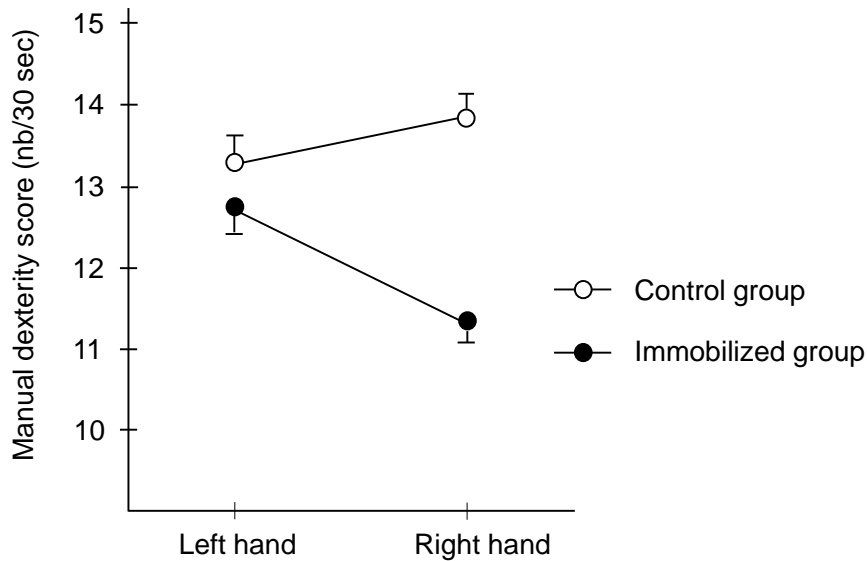 Manual dexterity score (nb/30 sec)
15
14
13
12
11
10
Left hand
Right hand
Control group
Immobilized group